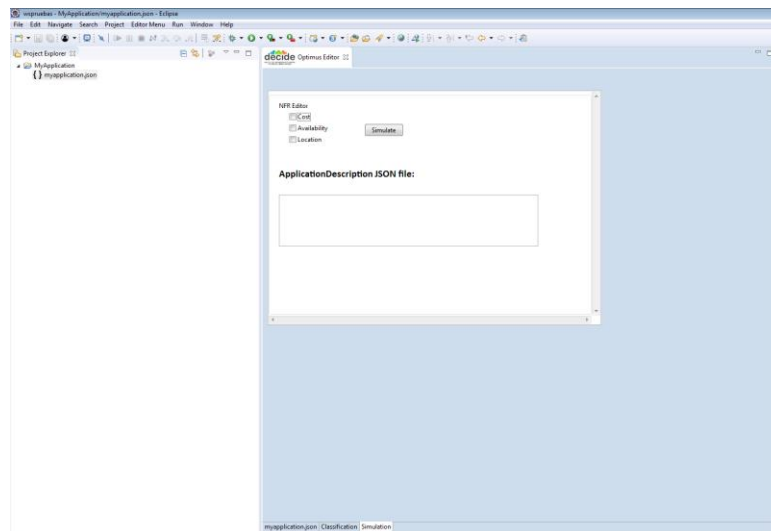 wspruebas - MyApplication/myapplication.json - Eclipse
File Edit Navigate Search Project Editor Menu Run Window Help
Project Explorer
MyApplication
{ } myapplication.json
decide Optimus Editor
NFR Editor
Cost
Availability
Simulate
Location
ApplicationDescription JSON file:
myapplication.json Classification Simulation